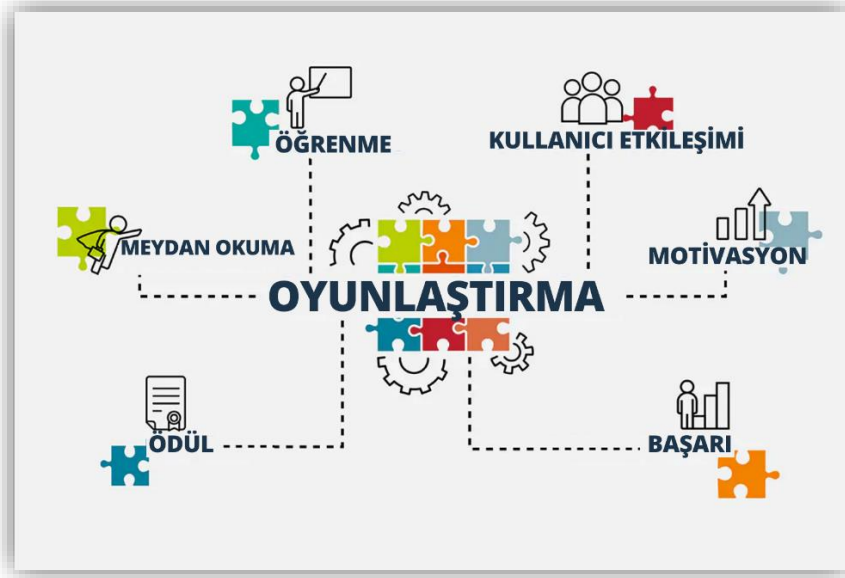 ÖĞRENME
KULLANICI ETKİLEŞİMİ
MEYDAN OKUMA
MOTİVASYON
OYUNLAŞTIRMA
ÖDÜL
BAŞARI